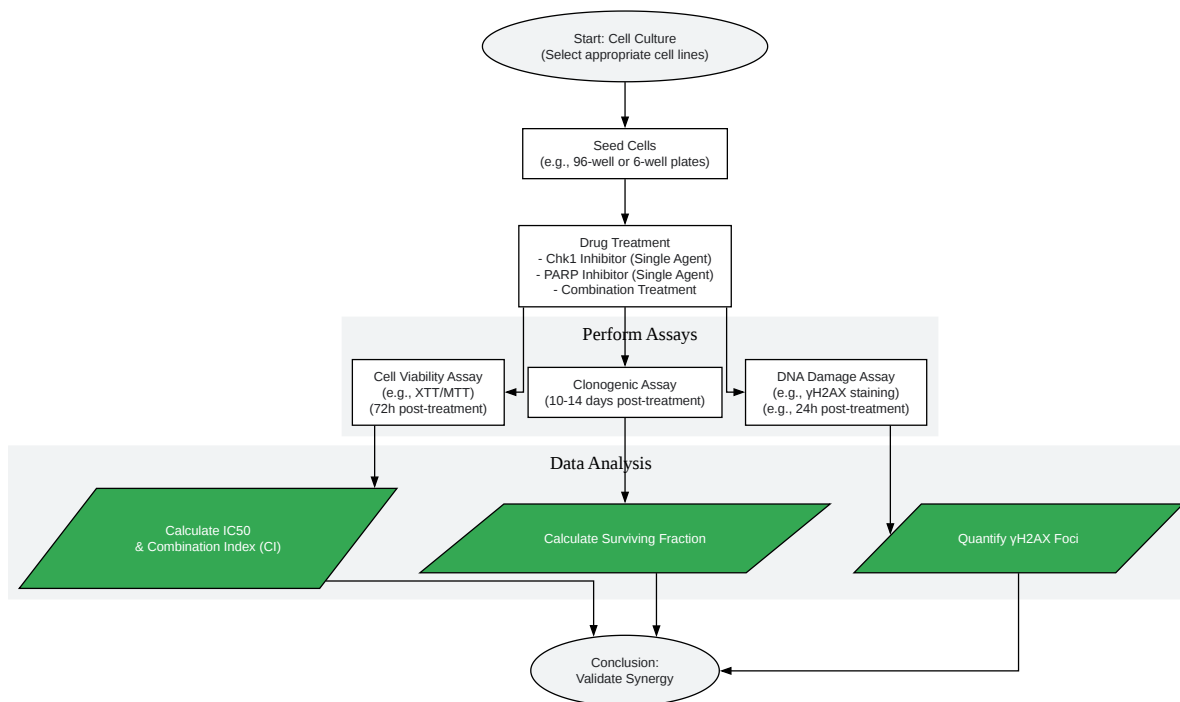 Start: Cell Culture
(Select appropriate cell lines)
Seed Cells
(e.g., 96-well or 6-well plates)
Drug Treatment
- Chk1 Inhibitor (Single Agent)
- PARP Inhibitor (Single Agent)
- Combination Treatment
Perform Assays
Cell Viability Assay
(e.g., XTT/MTT)
(72h post-treatment)
Clonogenic Assay
(10-14 days post-treatment)
DNA Damage Assay
(e.g., γH2AX staining)
(e.g., 24h post-treatment)
Data Analysis
Calculate IC50
& Combination Index (CI)
Calculate Surviving Fraction
Quantify γH2AX Foci
Conclusion:
Validate Synergy